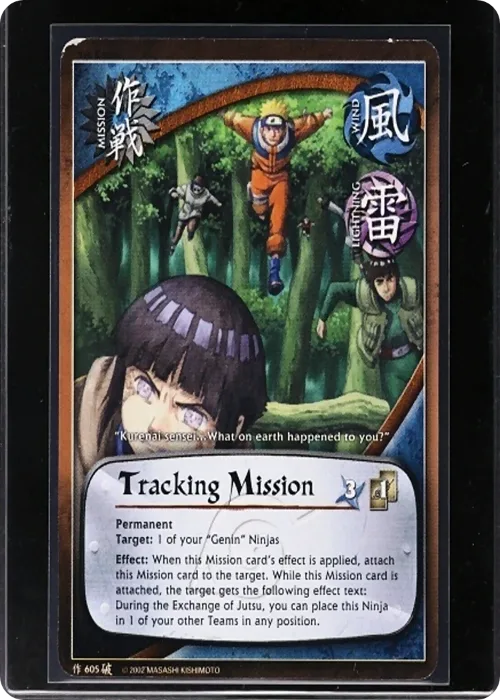 MISSION
作戦
WIND
風
LIGHTNING
雷
"Kurenai sensei...What on earth happened to you?"
Tracking Mission 3 1
Permanent
Target: 1 of your "Genin" Ninjas
Effect: When this Mission card's effect is applied, attach
this Mission card to the target. While this Mission card is
attached, the target gets the following effect text:
During the Exchange of Jutsu, you can place this Ninja
in 1 of your other Teams in any position.
作 605 破 © 2002 MASASHI KISHIMOTO